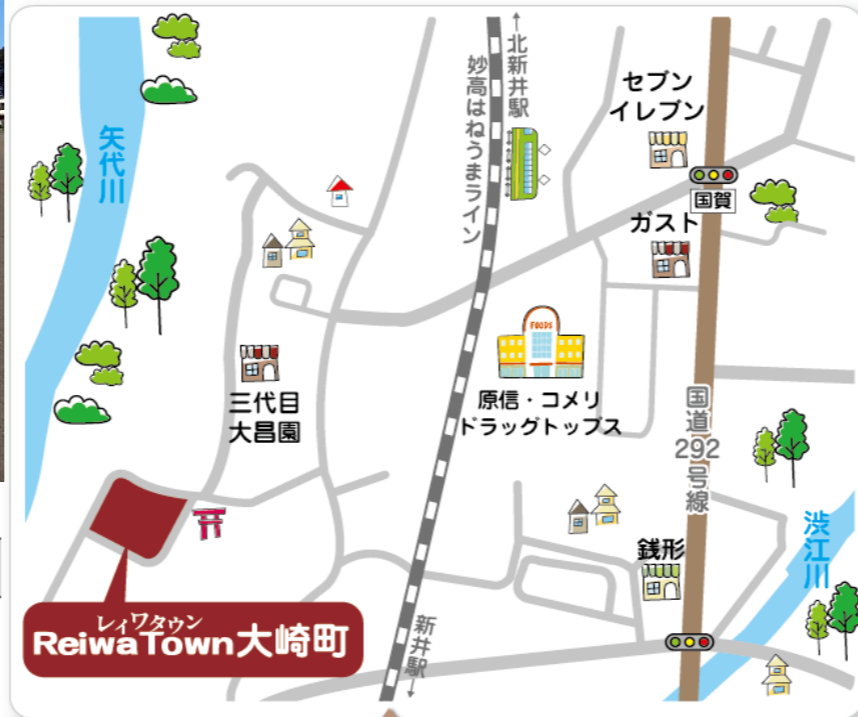 北新井駅
妙高はねうまライン
セブン
イレブン
矢代川
国賀
ガスト
FOODS
三代目
大昌園
原信・コメリ
ドラッグトップス
国道292号線
渋江川
銭形
新井駅
レイワタウン
ReiwaTown大崎町